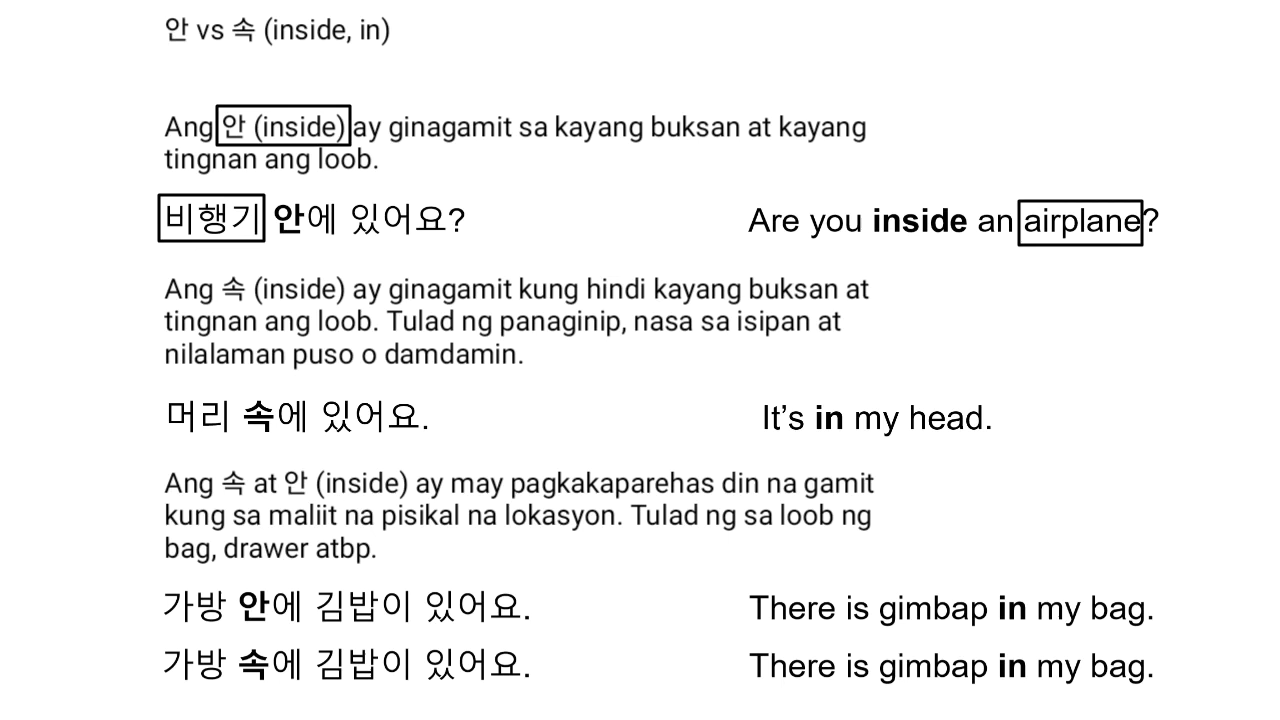 안 vs 속 (inside, in)
Ang 안 (inside) ay ginagamit sa kayang buksan at kayang
tingnan ang loob.
비행기 안에 있어요? Are you inside an airplane?
Ang 속 (inside) ay ginagamit kung hindi kayang buksan at
tingnan ang loob. Tulad ng panaginip, nasa sa isipan at
nilalaman puso o damdamin.
머리 속에 있어요. It's in my head.
Ang 속 at 안 (inside) ay may pagkakaparehas din na gamit
kung sa maliit na pisikal na lokasyon. Tulad ng sa loob ng
bag, drawer atbp.
가방 안에 김밥이 있어요. There is gimbap in my bag.
가방 속에 김밥이 있어요. There is gimbap in my bag.